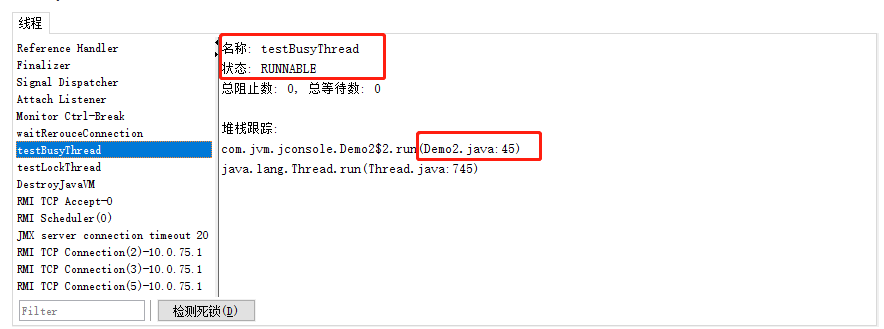 线程
Reference Handler
Finalizer
Signal Dispatcher
Attach Listener
Monitor Ctrl-Break
waitRerouceConnection
testBusyThread
testLockThread
DestroyJavaVM
RMI TCP Accept-0
RMI Scheduler(0)
JMX server connection timeout 20
RMI TCP Connection(2)-10.0.75.1
RMI TCP Connection(3)-10.0.75.1
RMI TCP Connection(5)-10.0.75.1
名称: testBusyThread
状态: RUNNABLE
总阻止数: 0, 总等待数: 0
堆栈跟踪:
com.jvm.jconsole.Demo2$2.run(Demo2.java:45)
java.lang.Thread.run(Thread.java:745)
Filter
检测死锁(D)